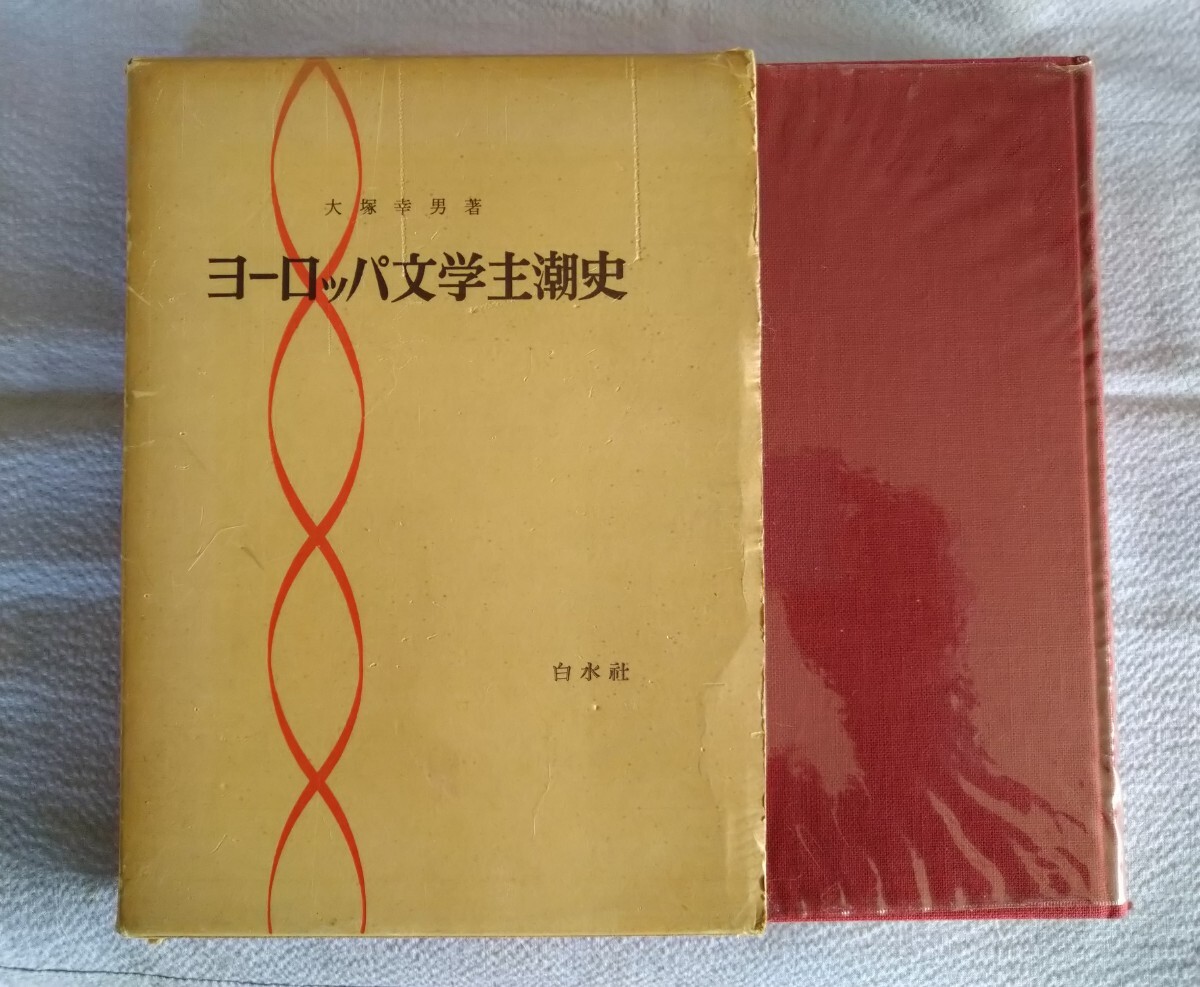 大塚幸男著
ヨーロッパ文学主潮史
白水社